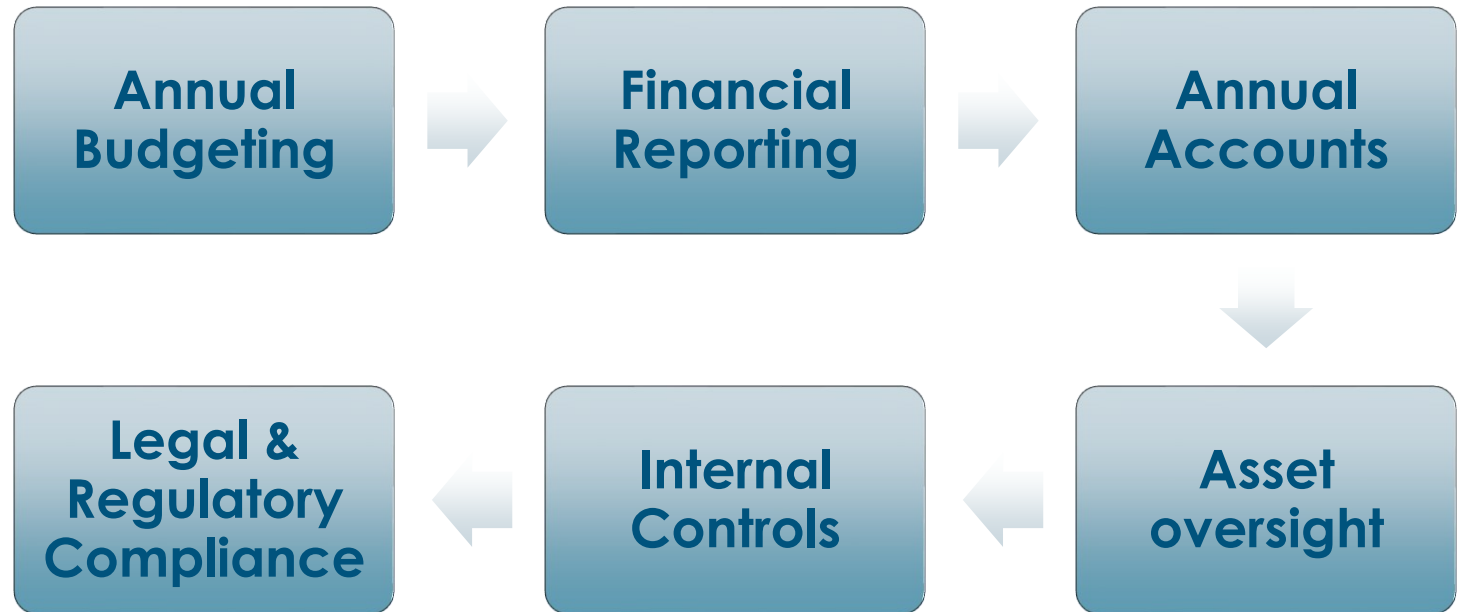 Annual
Budgeting
Financial
Reporting
Annual
Accounts
Asset
oversight
Internal
Controls
Legal &
Regulatory
Compliance